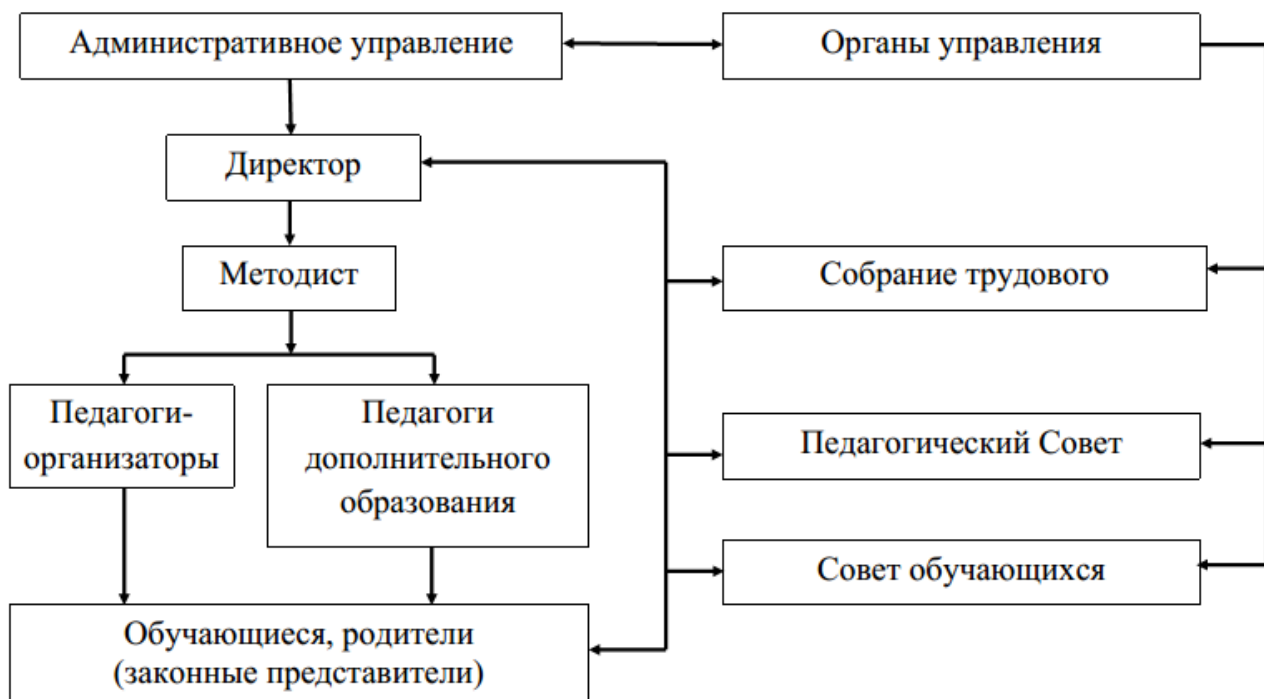 Административное управление
Органы управления
Директор
Методист
Собрание трудового
Педагоги-
организаторы
Педагоги
дополнительного
образования
Педагогический Совет
Совет обучающихся
Обучающиеся, родители
(законные представители)